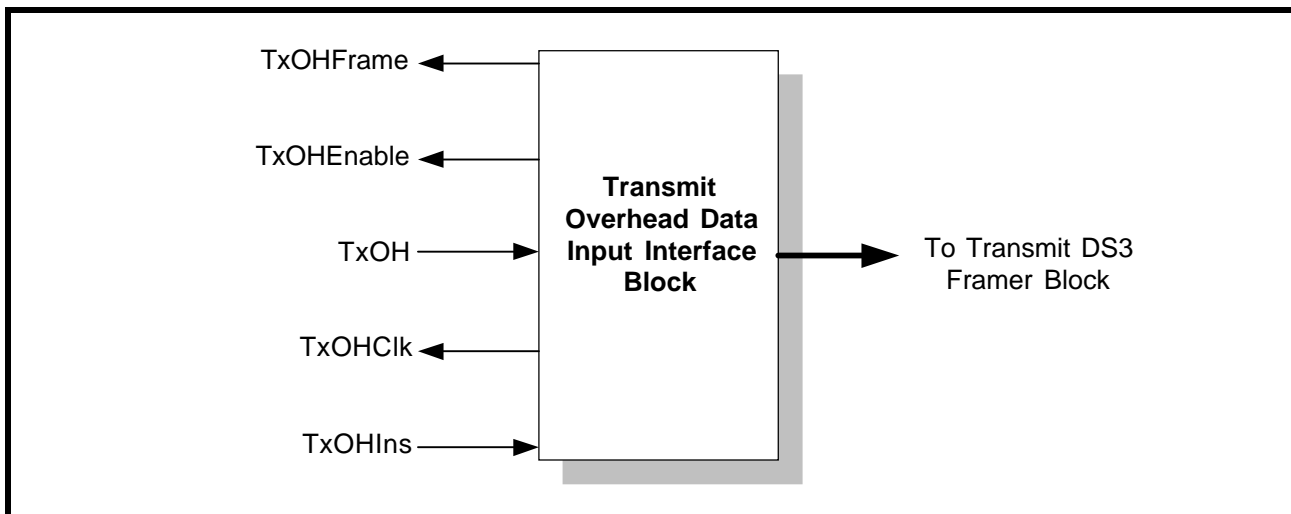 TxOHFrame
TxOHEnable
TxOH
TxOHClk
TxOHIns
Transmit
Overhead Data
Input Interface
Block
To Transmit DS3
Framer Block